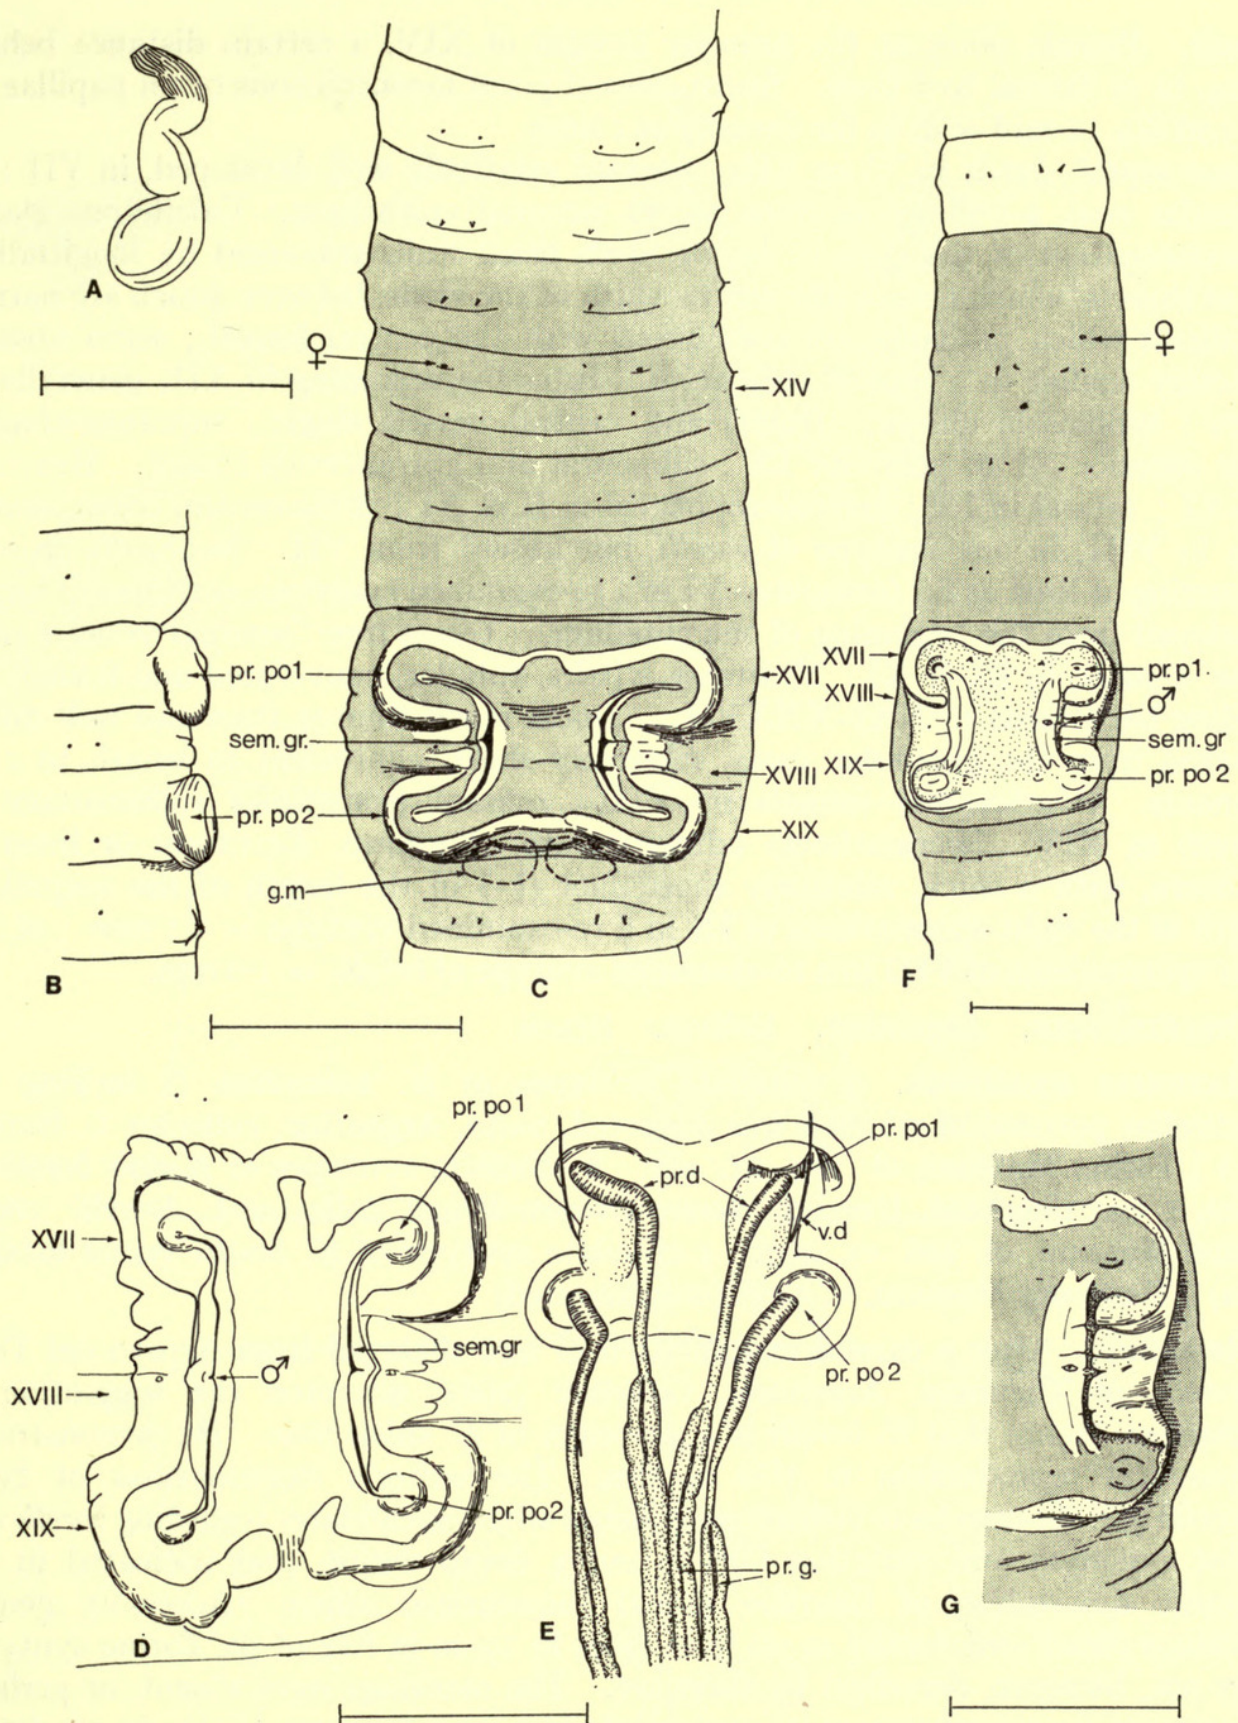 A
♀
XIV
♀
pr. po1
sem. gr.
XVII
XVIII
pr. po2
XIX
g.m
B
C
XVII
XVIII
XIX
pr. p1.
♂
sem. gr
pr. po 2
F
pr. po 1
XVII
♂
sem.gr
XVIII
XIX
pr. po2
D
pr. po1
pr.d
v.d
pr. po 2
pr. g.
E
G